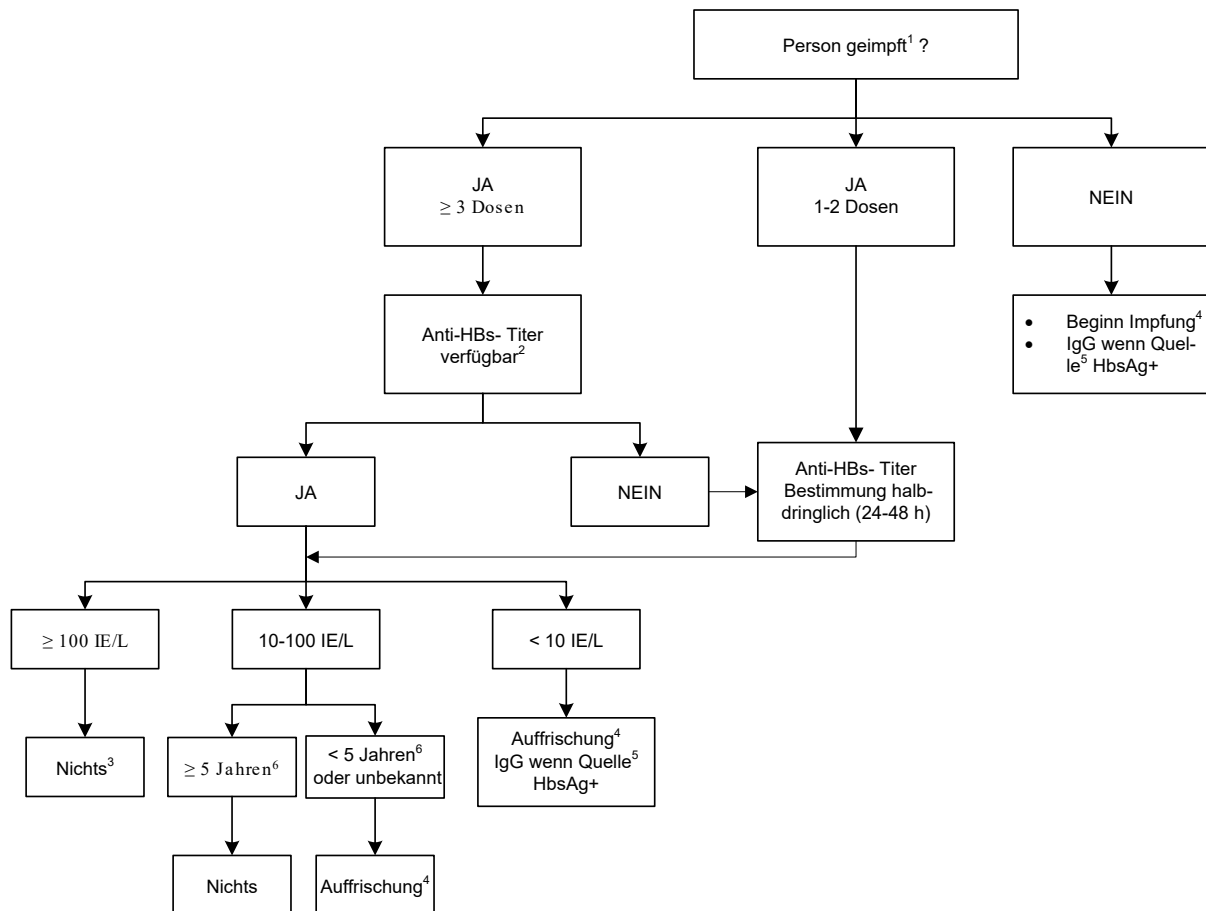 Person geimpft¹ ?
JA
≥ 3 Dosen
JA
1-2 Dosen
NEIN
Anti-HBs- Titer
verfügbar²
• Beginn Impfung⁴
• IgG wenn Quel-
le⁵ HbsAg+
JA
NEIN
Anti-HBs- Titer
Bestimmung halb-
dringlich (24-48 h)
≥ 100 IE/L
10-100 IE/L
< 10 IE/L
Nichts³
≥ 5 Jahren⁶
< 5 Jahren⁶
oder unbekannt
Auffrischung⁴
IgG wenn Quelle⁵
HbsAg+
Nichts
Auffrischung⁴